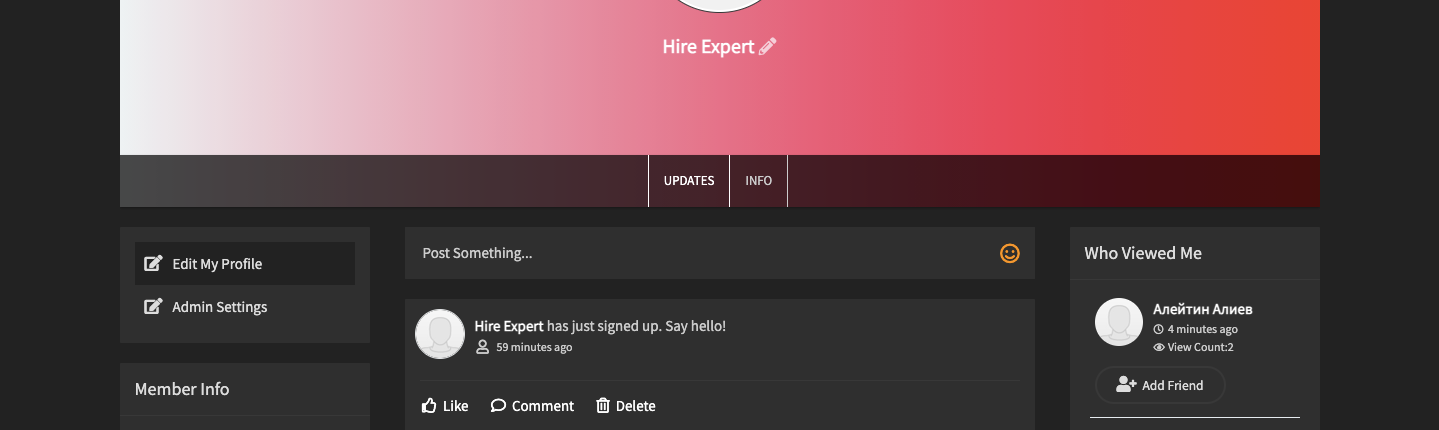 Hire Expert
UPDATES
INFO
Edit My Profile
Admin Settings
Member Info
Post Something...
Hire Expert has just signed up. Say hello!
59 minutes ago
Like
Comment
Delete
Who Viewed Me
Алейтин Алиев
4 minutes ago
View Count:2
Add Friend